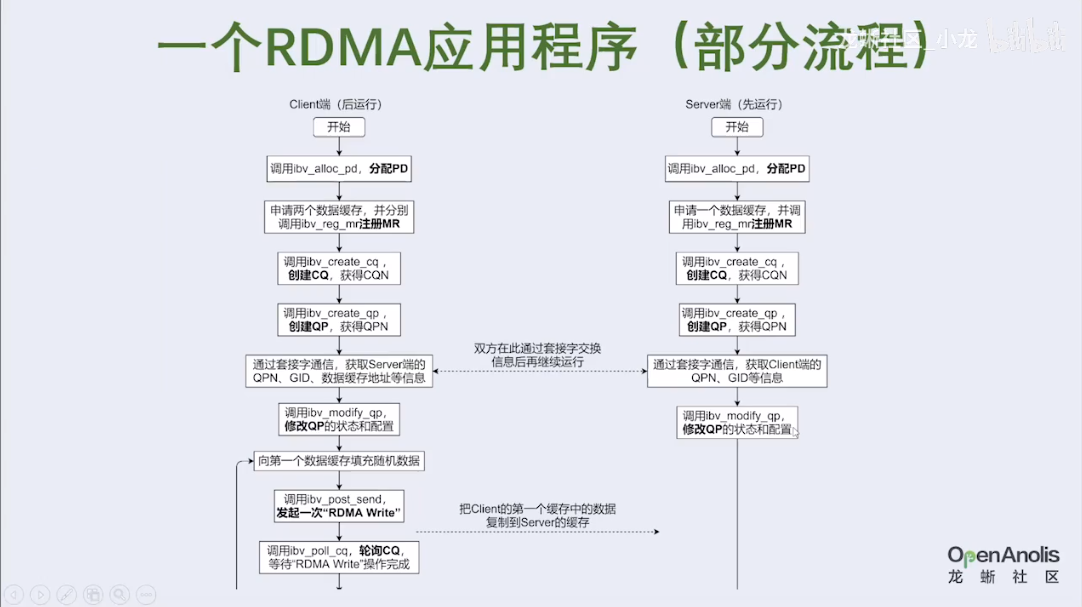 一个RDMA应用程序（部分流程）
龙蜥社区_小龙
Client端（后运行）
开始
调用ibv_alloc_pd，分配PD
申请两个数据缓存，并分别
调用ibv_reg_mr注册MR
调用ibv_create_cq，
创建CQ，获得CQN
调用ibv_create_qp，
创建QP，获得QPN
通过套接字通信，获取Server端的
QPN、GID、数据缓存地址等信息
调用ibv_modify_qp，
修改QP的状态和配置
向第一个数据缓存填充随机数据
调用ibv_post_send，
发起一次“RDMA Write”
调用ibv_poll_cq，轮询CQ，
等待“RDMA Write”操作完成
双方在此通过套接字交换
信息后再继续运行
把Client的第一个缓存中的数据
复制到Server的缓存
Server端（先运行）
开始
调用ibv_alloc_pd，分配PD
申请一个数据缓存，并调
用ibv_reg_mr注册MR
调用ibv_create_cq，
创建CQ，获得CQN
调用ibv_create_qp，
创建QP，获得QPN
通过套接字通信，获取Client端的
QPN、GID等信息
调用ibv_modify_qp，
修改QP的状态和配置
OpenAnolis
龙蜥社区